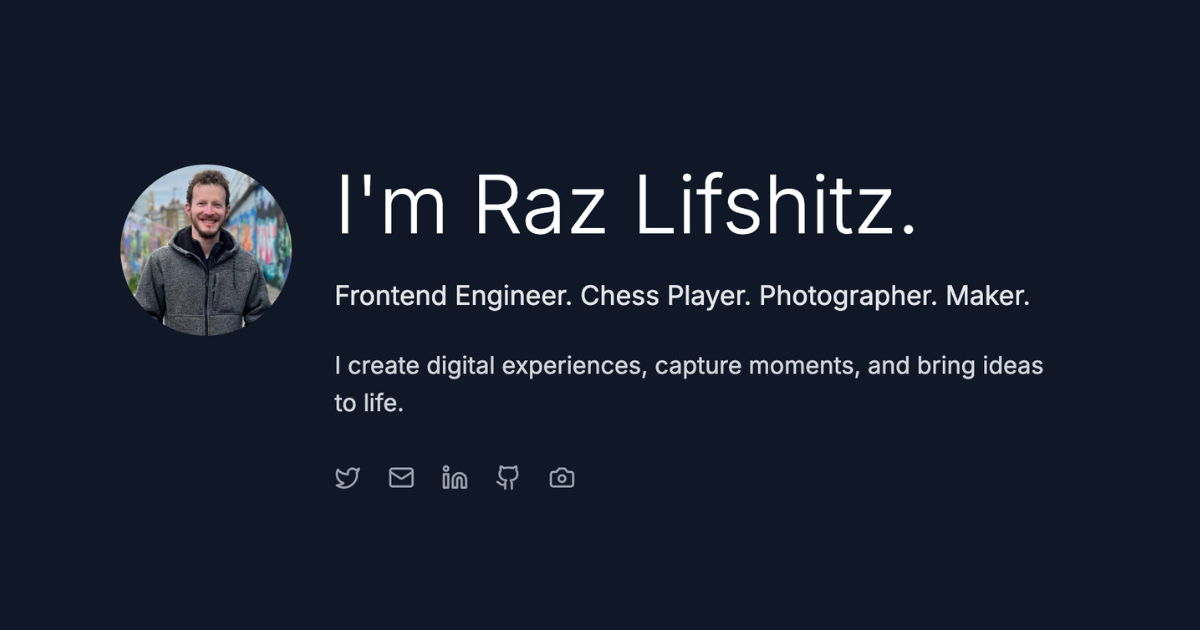 I'm Raz Lifshitz.
Frontend Engineer. Chess Player. Photographer. Maker.
I create digital experiences, capture moments, and bring ideas
to life.